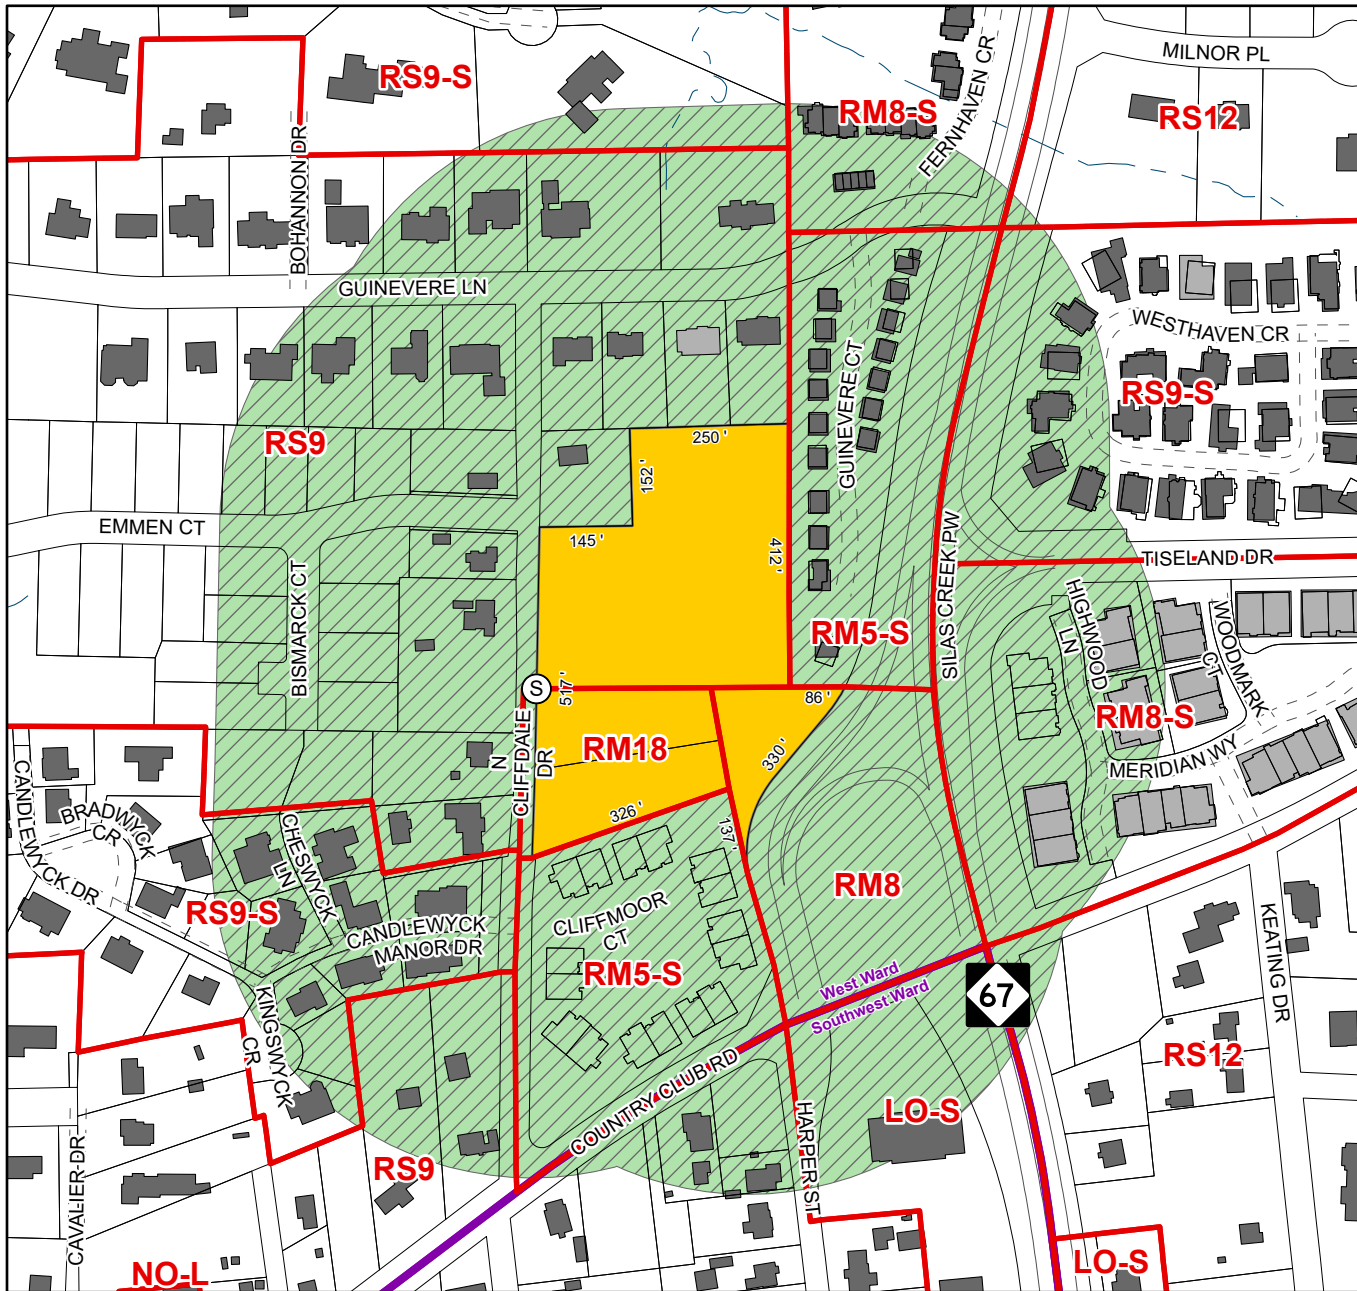 MILNOR PL
RS9-S
RM8-S
RS12
FERNHAVEN CR
BOHANNON DR
GUINEVERE LN
WESTHAVEN CR
RS9-S
GUINEVERE CT
RS9
250 '
152 '
145 '
412 '
EMMEN CT
BISMARCK CT
SILAS CREEK PW
TISELAND DR
HIGHWOOD
LN
WOODMARK
CT
RM5-S
S
517 '
86 '
N
CLIFFDALE
DR
RM18
330 '
RM8-S
MERIDIAN WY
CANDLEWYCK DR
BRADWYCK
CR
CHESWYCK
LN
326 '
137 '
RM8
RS9-S
CANDLEWYCK
MANOR DR
CLIFFMOOR
CT
RM5-S
KEATING DR
West Ward
Southwest Ward
67
KINGSWYCK
CR
RS12
COUNTRY CLUB RD
HARPER ST
LO-S
CAVALIER DR
RS9
NO-L
LO-S